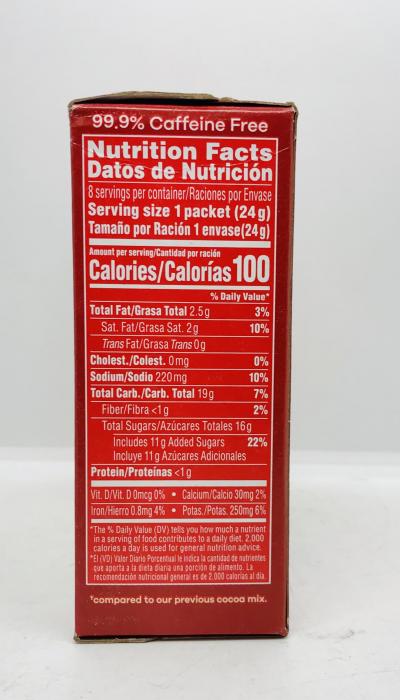 99.9% Caffeine Free
Nutrition Facts
Datos de Nutrición
8 servings per container/Raciones por Envase
Serving size 1 packet (24g)
Tamaño por Ración 1 envase(24g)
Amount per serving/Cantidad por ración
Calories/Calorías 100
% Daily Value*
Total Fat/Grasa Total 2.5g 3%
Sat. Fat/Grasa Sat. 2g 10%
Trans Fat/Grasa Trans 0g
Cholest./Colest. 0mg 0%
Sodium/Sodio 220mg 10%
Total Carb./Carb. Total 19g 7%
Fiber/Fibra <1g 2%
Total Sugars/Azúcares Totales 16g
Includes 11g Added Sugars 22%
Incluye 11g Azúcares Adicionales
Protein/Proteínas <1g
Vit. D/Vit. D 0mcg 0% • Calcium/Calcio 30mg 2%
Iron/Hierro 0.8mg 4% • Potas./Potas. 250mg 6%
*The % Daily Value (DV) tells you how much a nutrient
in a serving of food contributes to a daily diet. 2,000
calories a day is used for general nutrition advice.
*El (VD) Valor Diario Porcentual le indica la cantidad de nutrientes
que aporta a la dieta diaria una porción de alimento. La
recomendación nutricional general es de 2,000 calorías al día.
†compared to our previous cocoa mix.